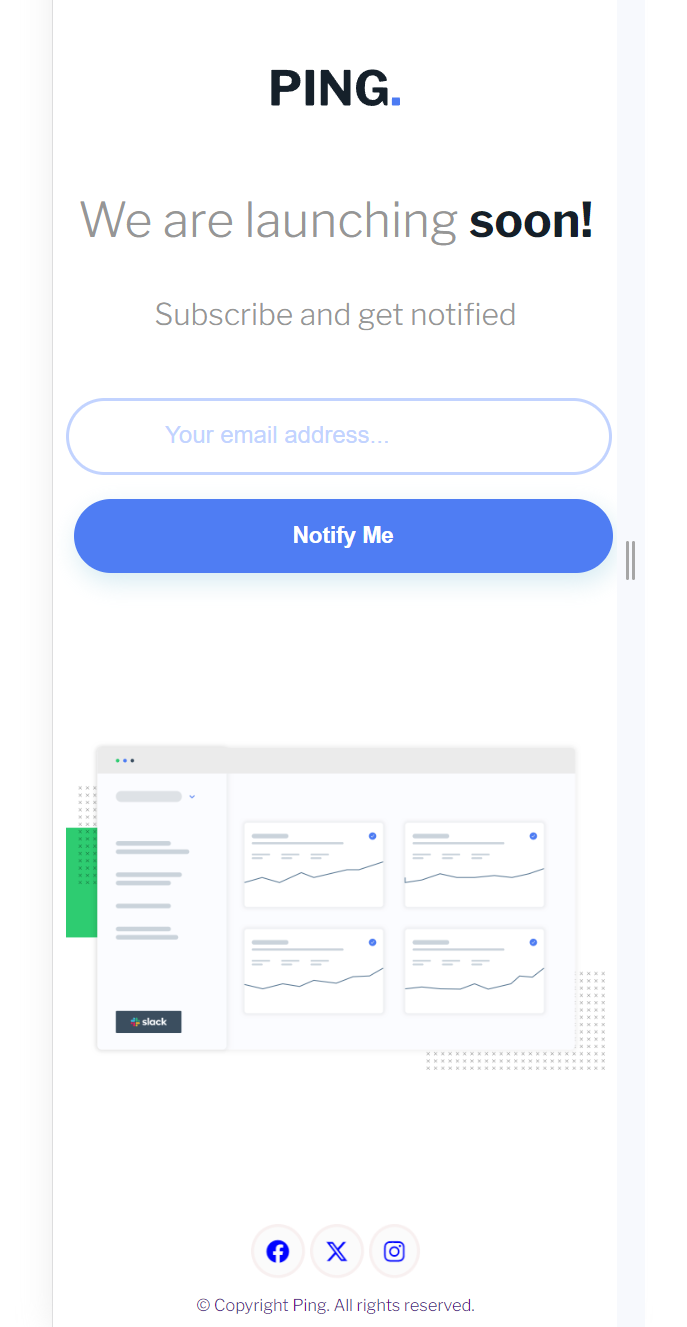 PING.
We are launching soon!
Subscribe and get notified
Your email address...
Notify Me
slack
© Copyright Ping. All rights reserved.